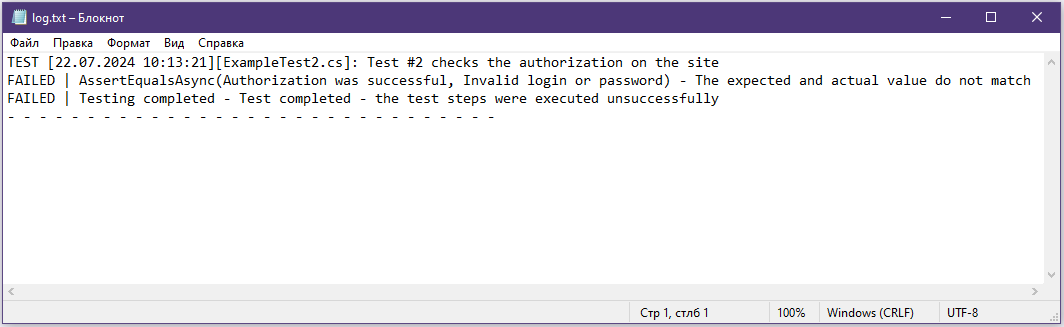 log.txt – Блокнот
Файл Правка Формат Вид Справка
TEST [22.07.2024 10:13:21][ExampleTest2.cs]: Test #2 checks the authorization on the site
FAILED | AssertEqualsAsync(Authorization was successful, Invalid login or password) - The expected and actual value do not match
FAILED | Testing completed - Test completed - the test steps were executed unsuccessfully
- - - - - - - - - - - - - - - - - - - - - - - - - - - - - - -
Стр 1, стлб 1 100% Windows (CRLF) UTF-8